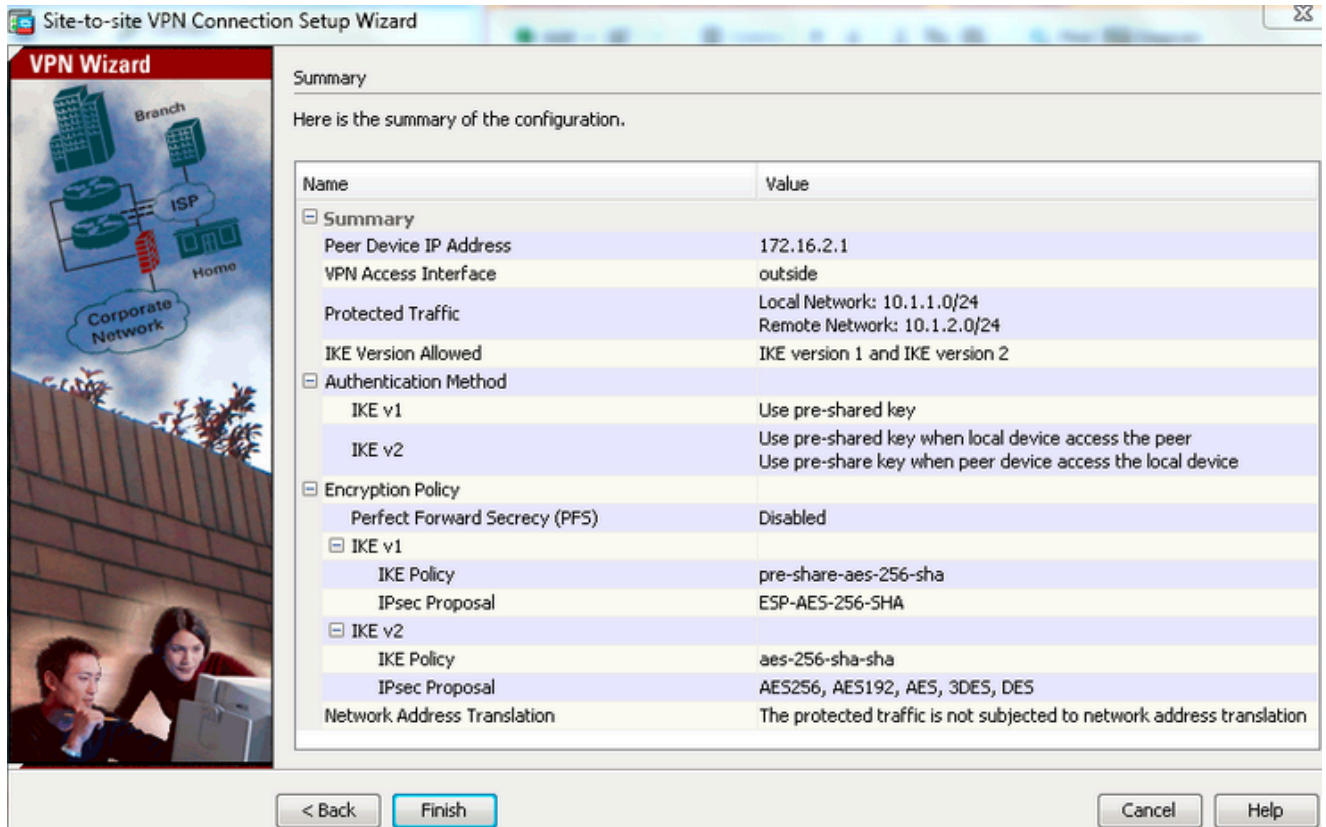 Site-to-site VPN Connection Setup Wizard
VPN Wizard
Branch
ISP
Home
Corporate
Network
Summary
Here is the summary of the configuration.
Name Value
Summary
Peer Device IP Address 172.16.2.1
VPN Access Interface outside
Protected Traffic Local Network: 10.1.1.0/24
Remote Network: 10.1.2.0/24
IKE Version Allowed IKE version 1 and IKE version 2
Authentication Method
IKE v1 Use pre-shared key
IKE v2 Use pre-shared key when local device access the peer
Use pre-share key when peer device access the local device
Encryption Policy
Perfect Forward Secrecy (PFS) Disabled
IKE v1
IKE Policy pre-share-aes-256-sha
IPsec Proposal ESP-AES-256-SHA
IKE v2
IKE Policy aes-256-sha-sha
IPsec Proposal AES256, AES192, AES, 3DES, DES
Network Address Translation The protected traffic is not subjected to network address translation
< Back Finish Cancel Help